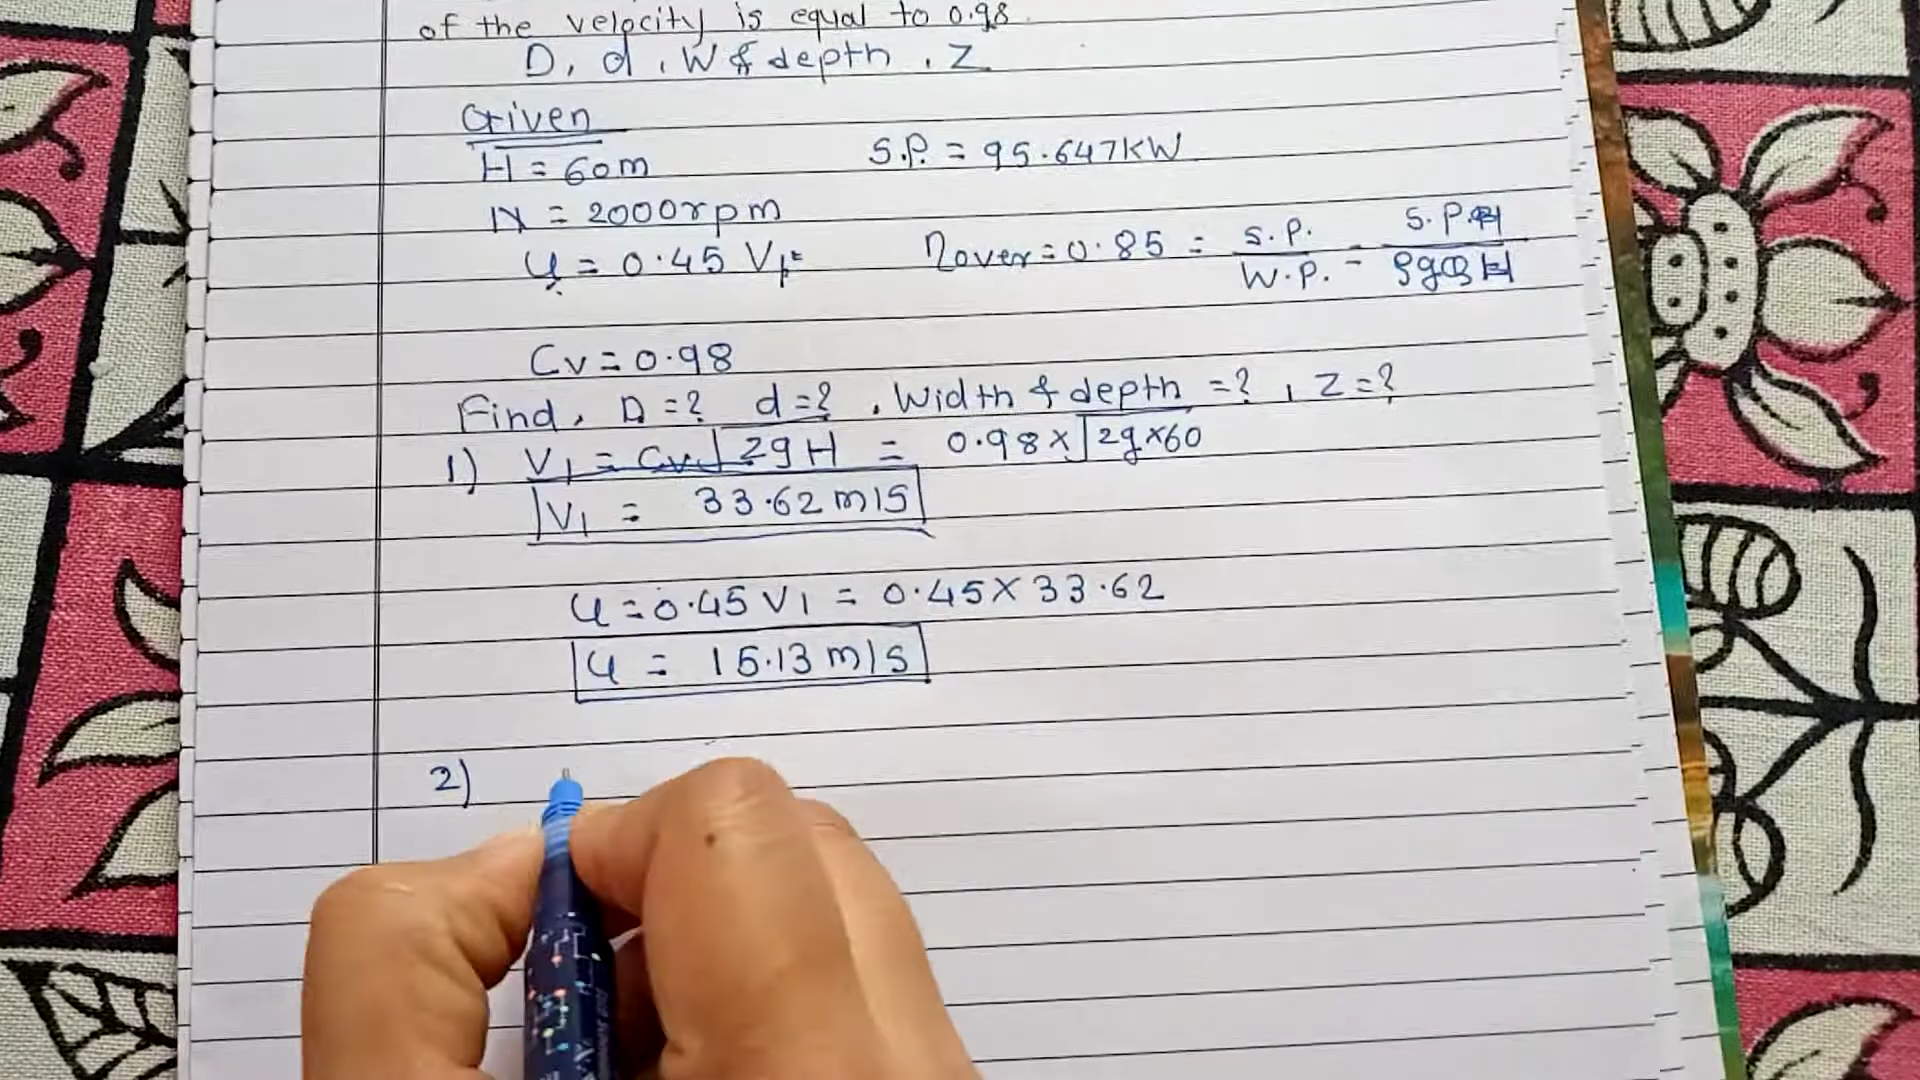 of the velocity is equal to 0.98.
D, d, W & depth, Z
Given
H = 60m
S.P. = 95.647KW
N = 2000rpm
u = 0.45 V1
ηover = 0.85 = S.P. / W.P. = S.P. / ρgQH
Cv = 0.98
Find, D = ? d = ?, Width & depth = ?, Z = ?
1) V1 = Cv √2gH = 0.98 × √2g×60
V1 = 33.62 m/s
u = 0.45 V1 = 0.45 × 33.62
u = 15.13 m/s
2)